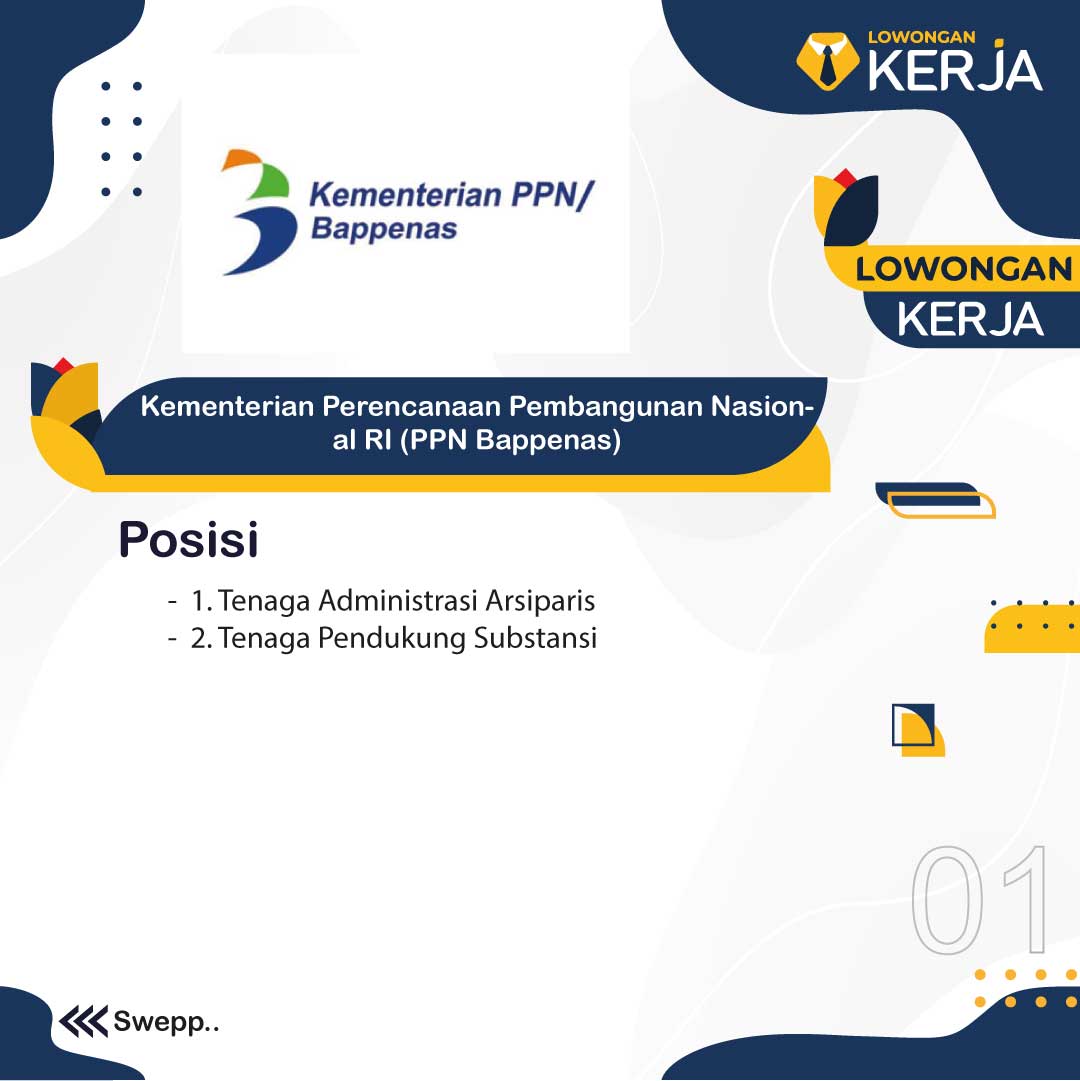 LOWONGAN
KERJA
Kementerian PPN/
Bappenas
LOWONGAN
KERJA
Kementerian Perencanaan Pembangunan Nasion-
al RI (PPN Bappenas)
Posisi
- 1. Tenaga Administrasi Arsiparis
- 2. Tenaga Pendukung Substansi
01
Swepp..